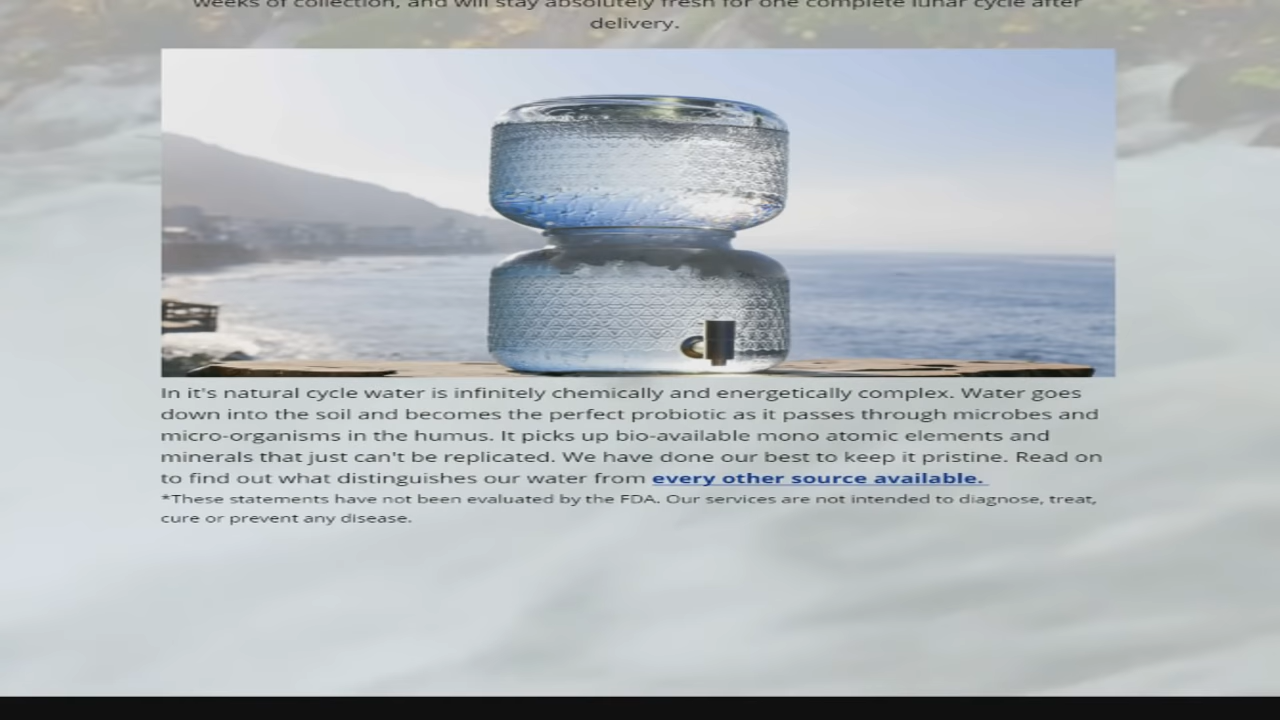 weeks of collection, and will stay absolutely fresh for one complete lunar cycle after
delivery.
In it's natural cycle water is infinitely chemically and energetically complex. Water goes
down into the soil and becomes the perfect probiotic as it passes through microbes and
micro-organisms in the humus. It picks up bio-available mono atomic elements and
minerals that just can't be replicated. We have done our best to keep it pristine. Read on
to find out what distinguishes our water from every other source available.
*These statements have not been evaluated by the FDA. Our services are not intended to diagnose, treat,
cure or prevent any disease.